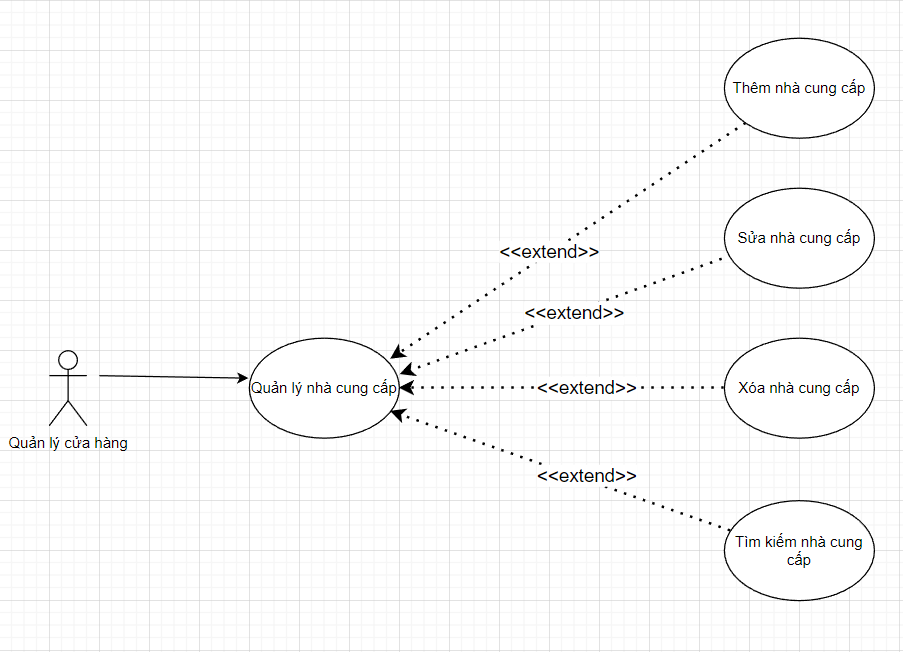 Thêm nhà cung cấp
Sửa nhà cung cấp
<<extend>>
<<extend>>
Quản lý nhà cung cấp
<<extend>>
Xóa nhà cung cấp
Quản lý cửa hàng
<<extend>>
Tìm kiếm nhà cung
cấp